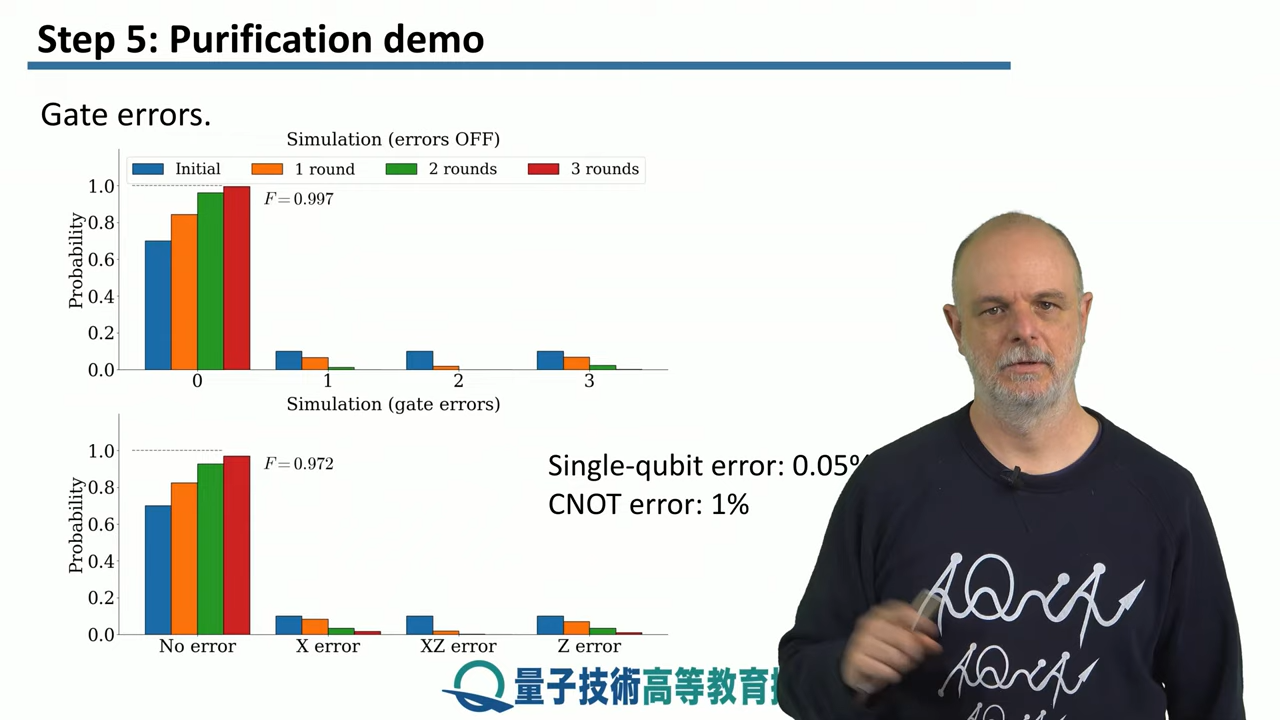 Step 5: Purification demo
Gate errors.
Simulation (errors OFF)
Initial 1 round 2 rounds 3 rounds
F = 0.997
Probability
1.0
0.8
0.6
0.4
0.2
0.0
0 1 2 3
Simulation (gate errors)
F = 0.972
Probability
1.0
0.8
0.6
0.4
0.2
0.0
No error X error XZ error Z error
Single-qubit error: 0.05%
CNOT error: 1%
量子技術高等教育